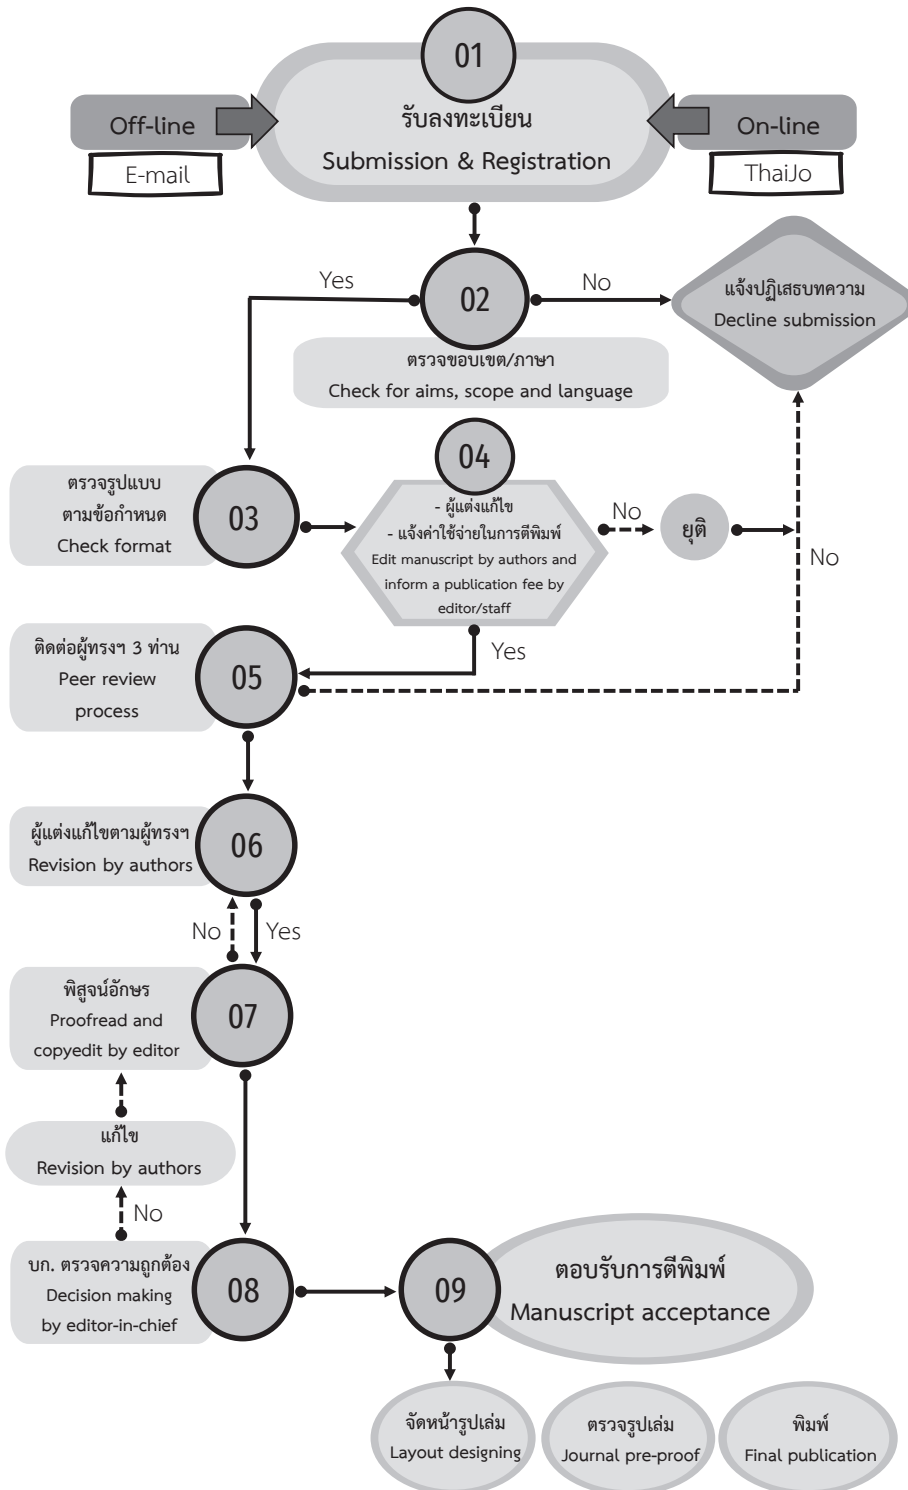 01
Off-line
รับลงทะเบียน
On-line
E-mail
Submission & Registration
ThaiJo
Yes
02
No
แจ้งปฏิเสธบทความ
Decline submission
ตรวจขอบเขต/ภาษา
Check for aims, scope and language
04
ตรวจรูปแบบ
ตามข้อกำหนด
Check format
03
- ผู้แต่งแก้ไข
- แจ้งค่าใช้จ่ายในการตีพิมพ์
Edit manuscript by authors and
inform a publication fee by
editor/staff
No
ยุติ
No
Yes
ติดต่อผู้ทรงฯ 3 ท่าน
Peer review
process
05
ผู้แต่งแก้ไขตามผู้ทรงฯ
Revision by authors
06
No
Yes
พิสูจน์อักษร
Proofread and
copyedit by editor
07
แก้ไข
Revision by authors
No
บก. ตรวจความถูกต้อง
Decision making
by editor-in-chief
08
09
ตอบรับการตีพิมพ์
Manuscript acceptance
จัดหน้ารูปเล่ม
Layout designing
ตรวจรูปเล่ม
Journal pre-proof
พิมพ์
Final publication